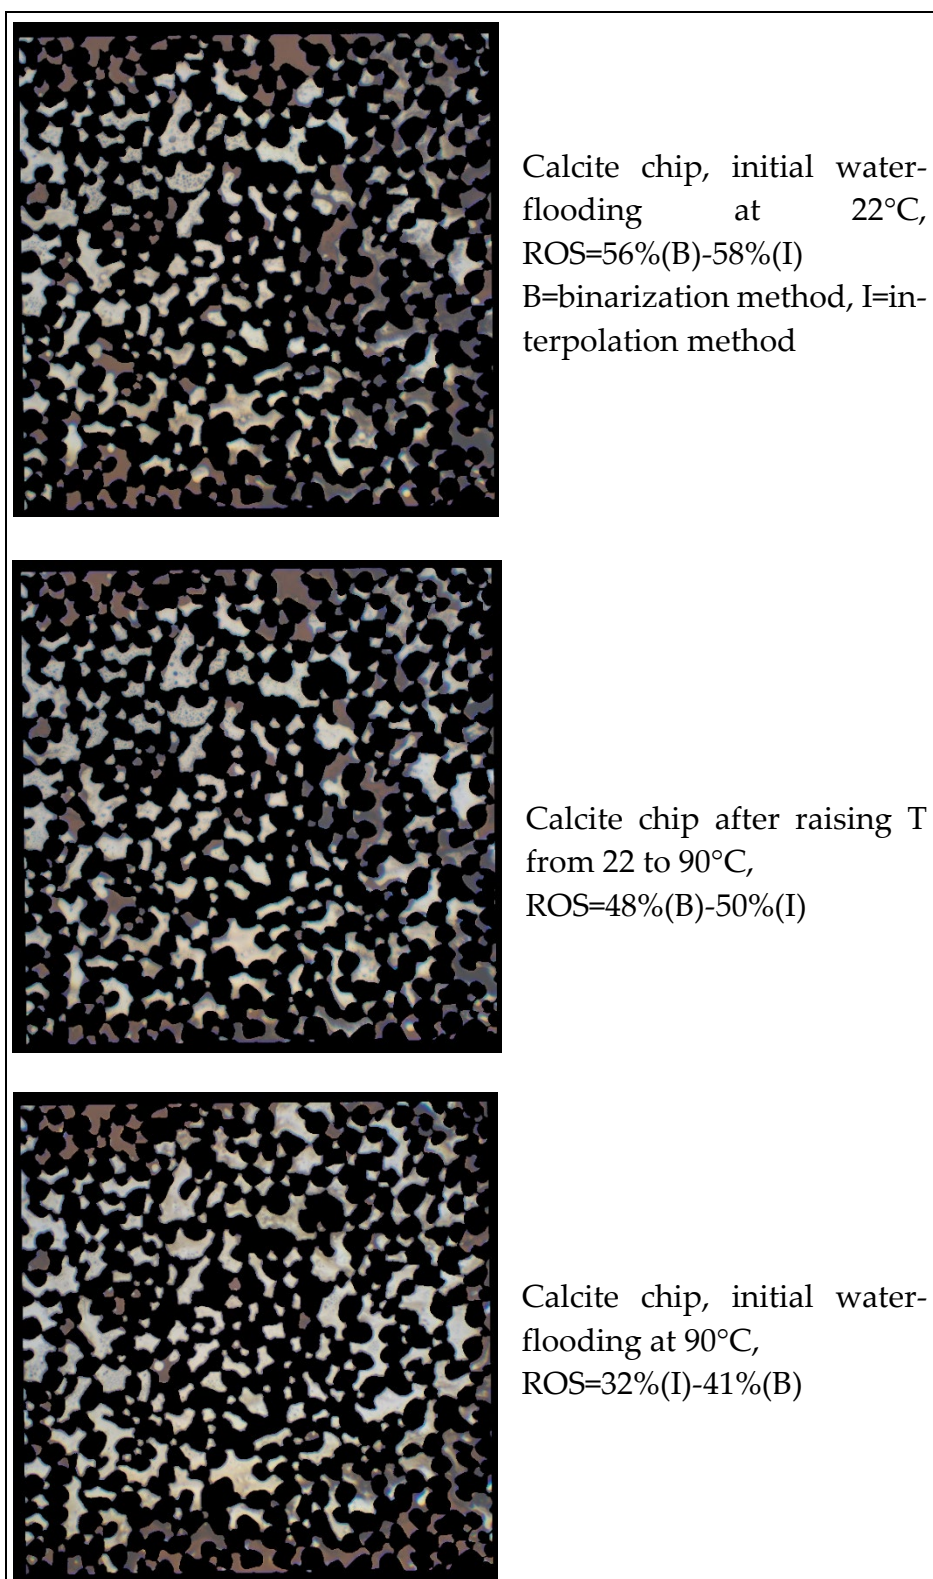 Calcite chip, initial water-
flooding at 22°C,
ROS=56%(B)-58%(I)
B=binarization method, I=in-
terpolation method
Calcite chip after raising T
from 22 to 90°C,
ROS=48%(B)-50%(I)
Calcite chip, initial water-
flooding at 90°C,
ROS=32%(I)-41%(B)